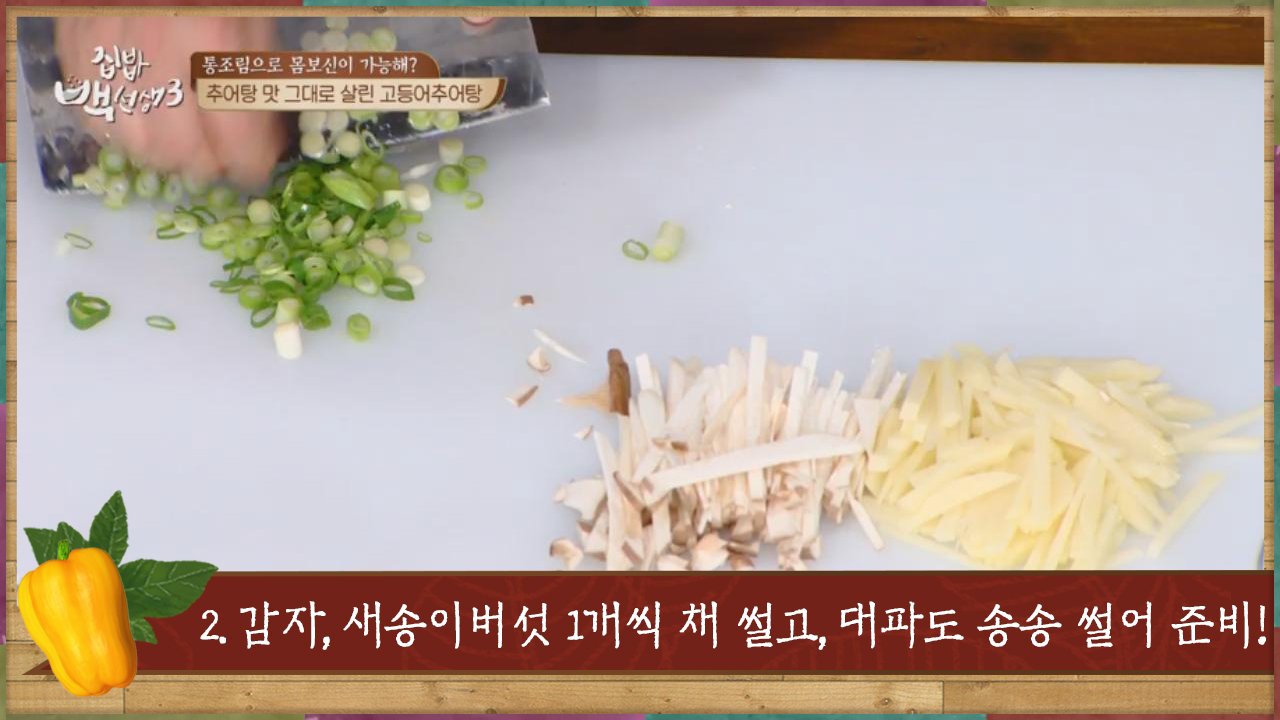 집밥
백선생3
통조림으로 몸보신이 가능해?
추어탕 맛 그대로 살린 고등어추어탕
2. 감자, 새송이버섯 1개씩 채 썰고, 대파도 송송 썰어 준비!